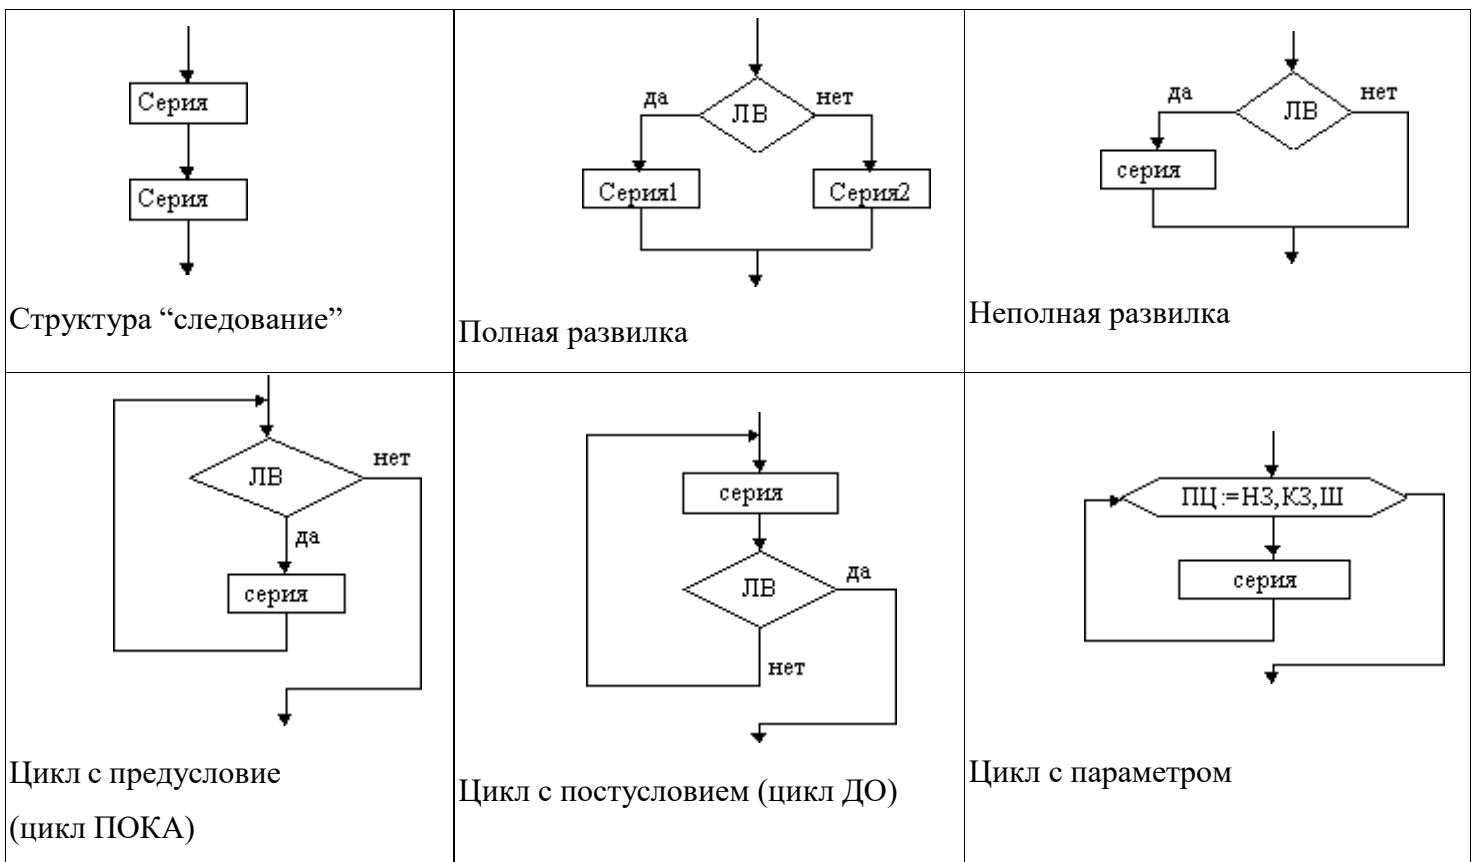 Серия
Серия
Структура “следование”
да
ЛВ
нет
Серия1
Серия2
Полная развилка
да
ЛВ
нет
серия
Неполная развилка
ЛВ
нет
да
серия
Цикл с предусловие
(цикл ПОКА)
серия
ЛВ
да
нет
Цикл с постусловием (цикл ДО)
ПЦ:=НЗ,КЗ,Ш
серия
Цикл с параметром